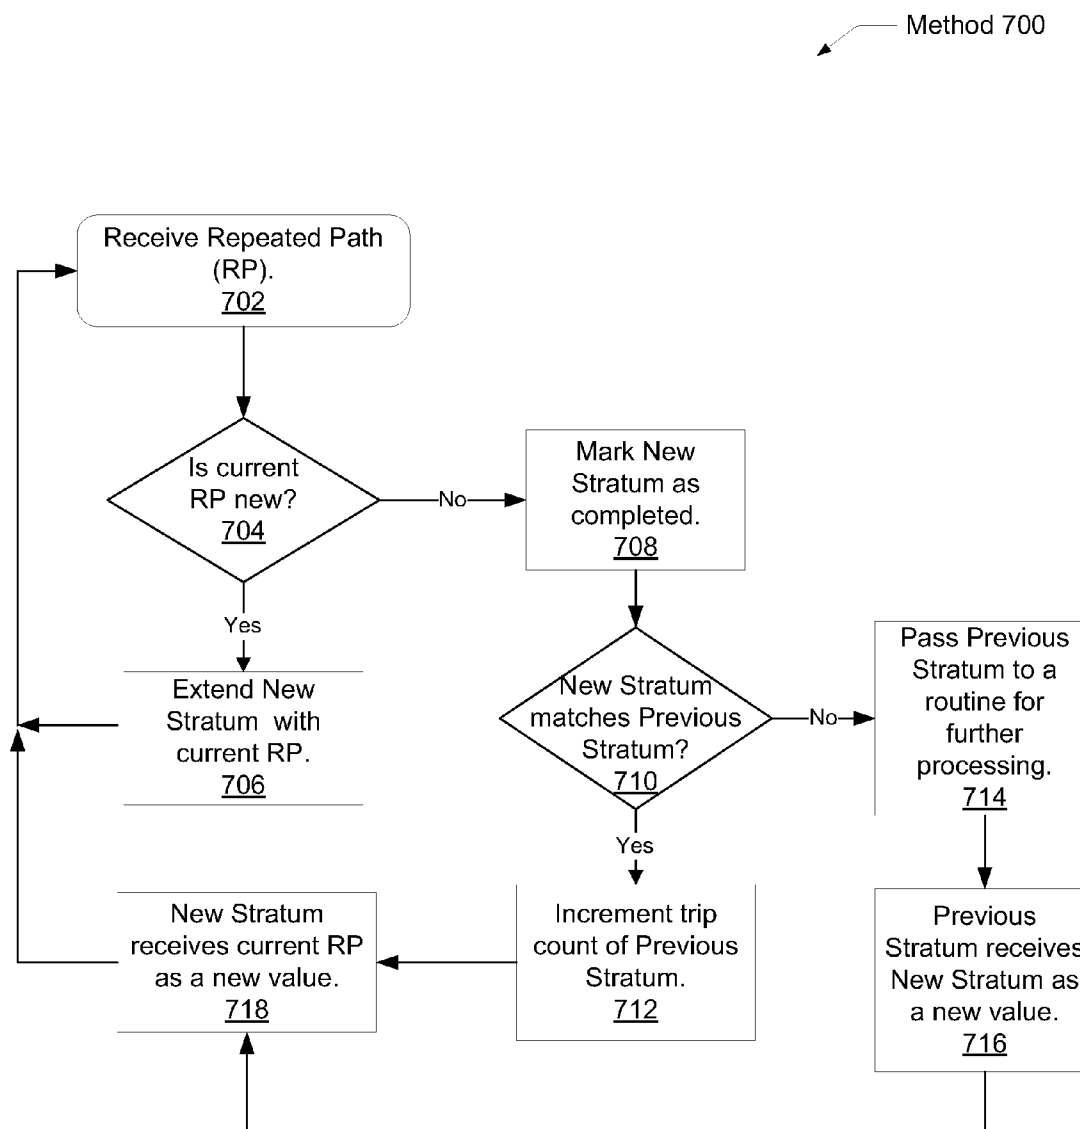 Method 700
Receive Repeated Path
(RP).
702
Is current
RP new?
704
No
Mark New
Stratum as
completed.
708
Yes
Extend New
Stratum with
current RP.
706
New Stratum
matches Previous
Stratum?
710
No
Pass Previous
Stratum to a
routine for
further
processing.
714
Yes
New Stratum
receives current RP
as a new value.
718
Increment trip
count of Previous
Stratum.
712
Previous
Stratum receives
New Stratum as
a new value.
716